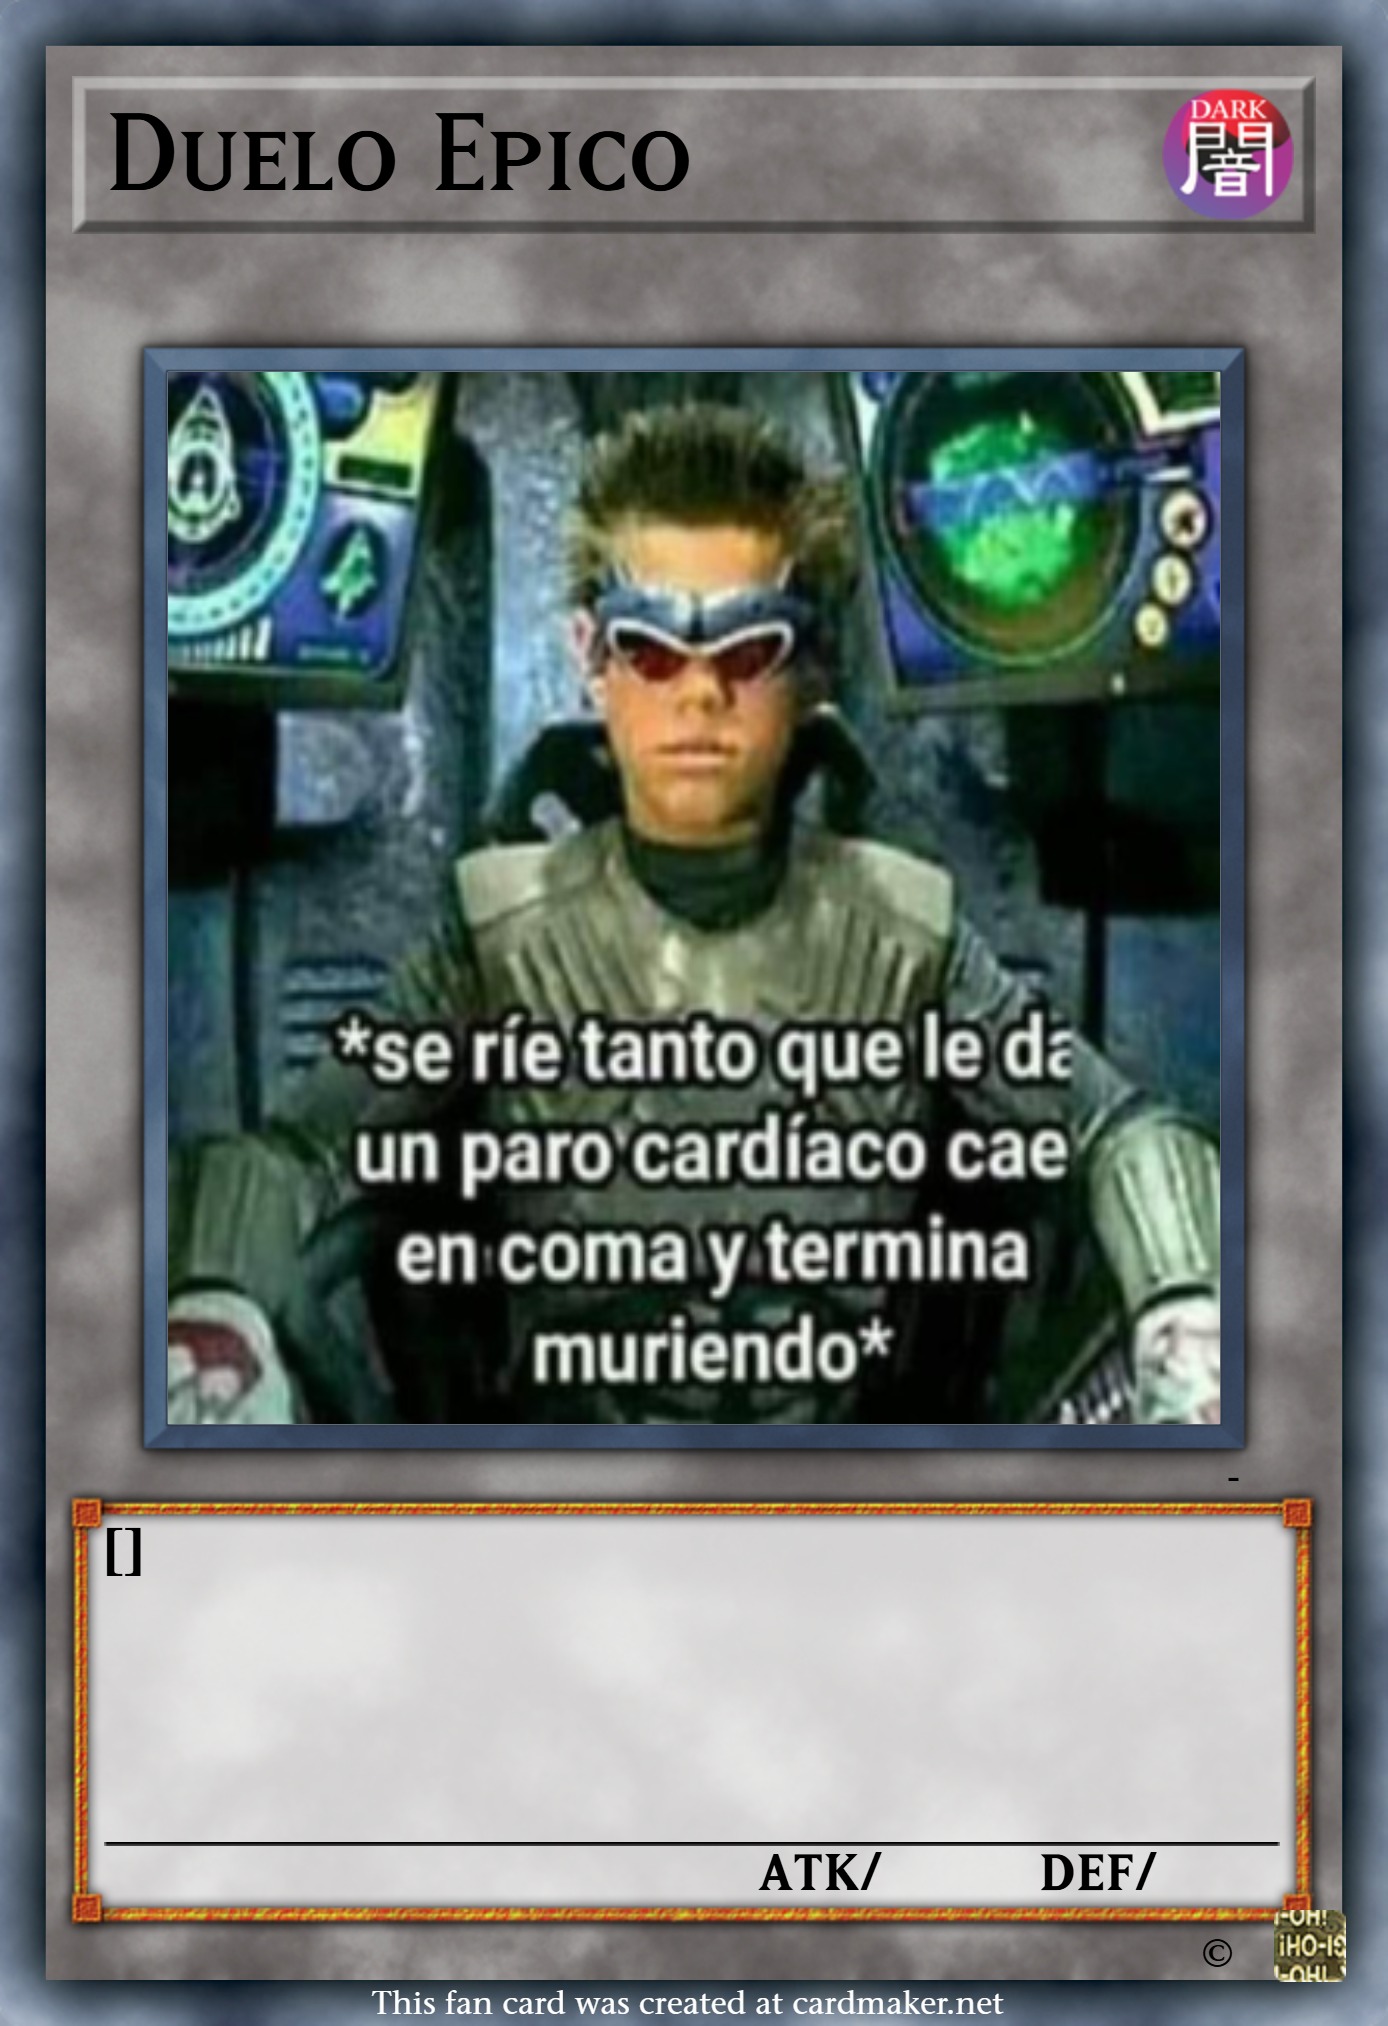 Duelo Epico
DARK
闇
*se ríe tanto que le da
un paro cardíaco cae
en coma y termina
muriendo*
-
[]
ATK/ DEF/
©
This fan card was created at cardmaker.net